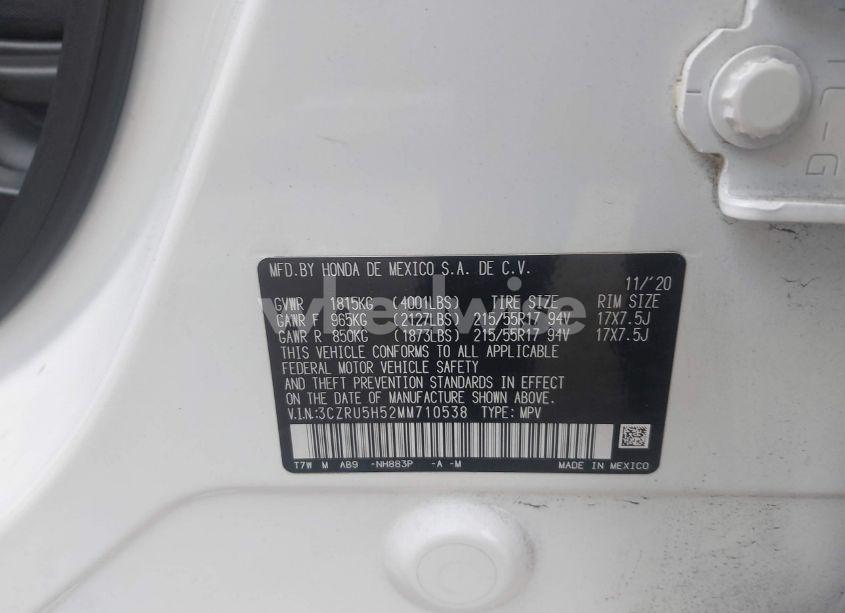 MFD.BY HONDA DE MEXICO S.A. DE C.V.
11/'20
GVWR 1815KG (4001LBS) TIRE SIZE RIM SIZE
GAWR F 965KG (2127LBS) 215/55R17 94V 17X7.5J
GAWR R 850KG (1873LBS) 215/55R17 94V 17X7.5J
THIS VEHICLE CONFORMS TO ALL APPLICABLE
FEDERAL MOTOR VEHICLE SAFETY
AND THEFT PREVENTION STANDARDS IN EFFECT
ON THE DATE OF MANUFACTURE SHOWN ABOVE.
V.I.N.:3CZRU5H52MM710538 TYPE: MPV
T7W M AB9 -NH883P -A -M MADE IN MEXICO